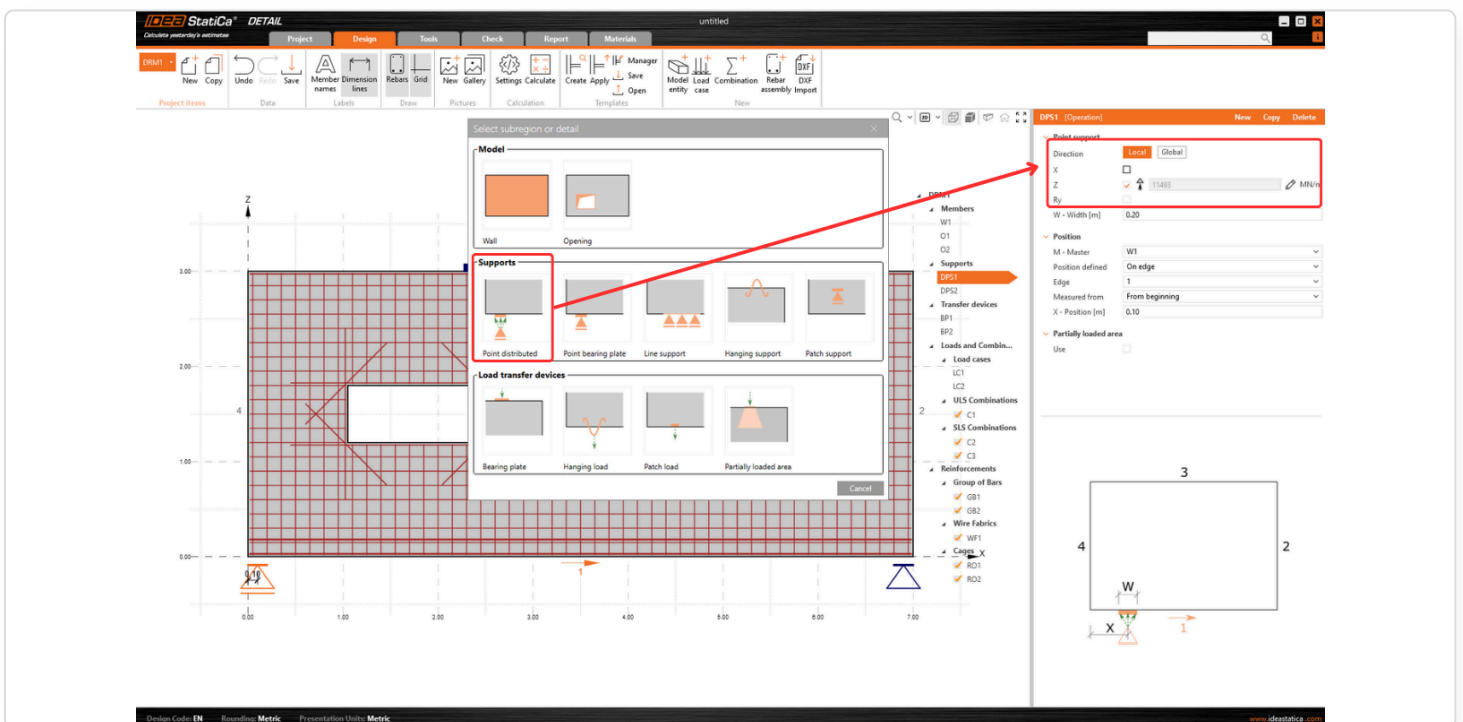 IDEA StatiCa® DETAIL
untitled
Calculate yesterday's estimates
Project Design Tools Check Report Materials
DRM1
New Copy Undo Redo Save Member names Dimension lines Rebars Grid New Gallery Settings Calculate Create Apply Manager Save Open Model entity Load case Combination Rebar assembly DXF Import
DXF
Project items Data Labels Draw Pictures Calculation Templates New
Select subregion or detail
Model
Wall Opening
Supports
Point distributed Point bearing plate Line support Hanging support Patch support
Load transfer devices
Bearing plate Hanging load Patch load Partially loaded area
Cancel
Z
3.00
2.00
1.00
0.00
4
2
X
0.10
1
0.00 1.00 2.00 3.00 4.00 5.00 6.00 7.00
2D
DRM1
Members
W1
O1
O2
Supports
DPS1
DPS2
Transfer devices
BP1
BP2
Loads and Combin...
Load cases
LC1
LC2
ULS Combinations
C1
SLS Combinations
C2
C3
Reinforcements
Group of Bars
GB1
GB2
Wire Fabrics
WF1
Cages
RO1
RO2
DPS1 [Operation] New Copy Delete
Point support
Direction Local Global
X
Z 11493 MN/m
Ry
W - Width [m] 0.20
Position
M - Master W1
Position defined On edge
Edge 1
Measured from From beginning
X - Position [m] 0.10
Partially loaded area
Use
3
4 2
W
X 1
Design Code: EN Rounding: Metric Presentation Units: Metric
www.ideastatica.com